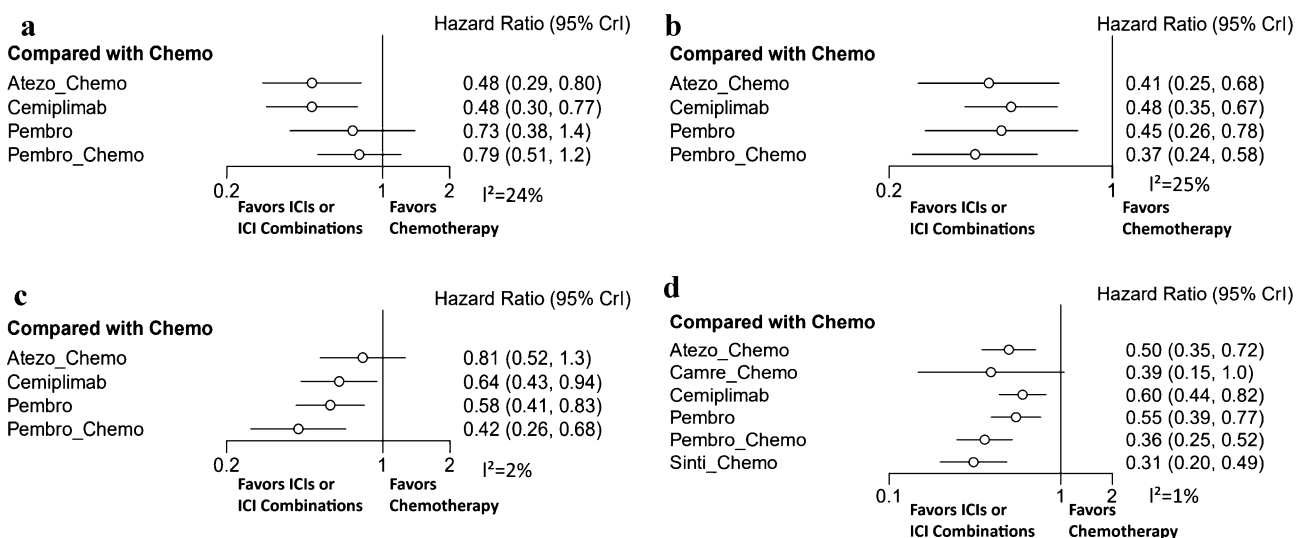 a
Hazard Ratio (95% CrI)
Compared with Chemo
Atezo_Chemo 0.48 (0.29, 0.80)
Cemiplimab 0.48 (0.30, 0.77)
Pembro 0.73 (0.38, 1.4)
Pembro_Chemo 0.79 (0.51, 1.2)
0.2 1 2
I²=24%
Favors ICIs or Favors
ICI Combinations Chemotherapy
b
Hazard Ratio (95% CrI)
Compared with Chemo
Atezo_Chemo 0.41 (0.25, 0.68)
Cemiplimab 0.48 (0.35, 0.67)
Pembro 0.45 (0.26, 0.78)
Pembro_Chemo 0.37 (0.24, 0.58)
0.2 1
I²=25%
Favors ICIs or Favors
ICI Combinations Chemotherapy
c
Hazard Ratio (95% CrI)
Compared with Chemo
Atezo_Chemo 0.81 (0.52, 1.3)
Cemiplimab 0.64 (0.43, 0.94)
Pembro 0.58 (0.41, 0.83)
Pembro_Chemo 0.42 (0.26, 0.68)
0.2 1 2
I²=2%
Favors ICIs or Favors
ICI Combinations Chemotherapy
d
Hazard Ratio (95% CrI)
Compared with Chemo
Atezo_Chemo 0.50 (0.35, 0.72)
Camre_Chemo 0.39 (0.15, 1.0)
Cemiplimab 0.60 (0.44, 0.82)
Pembro 0.55 (0.39, 0.77)
Pembro_Chemo 0.36 (0.25, 0.52)
Sinti_Chemo 0.31 (0.20, 0.49)
0.1 1 2
I²=1%
Favors ICIs or Favors
ICI Combinations Chemotherapy